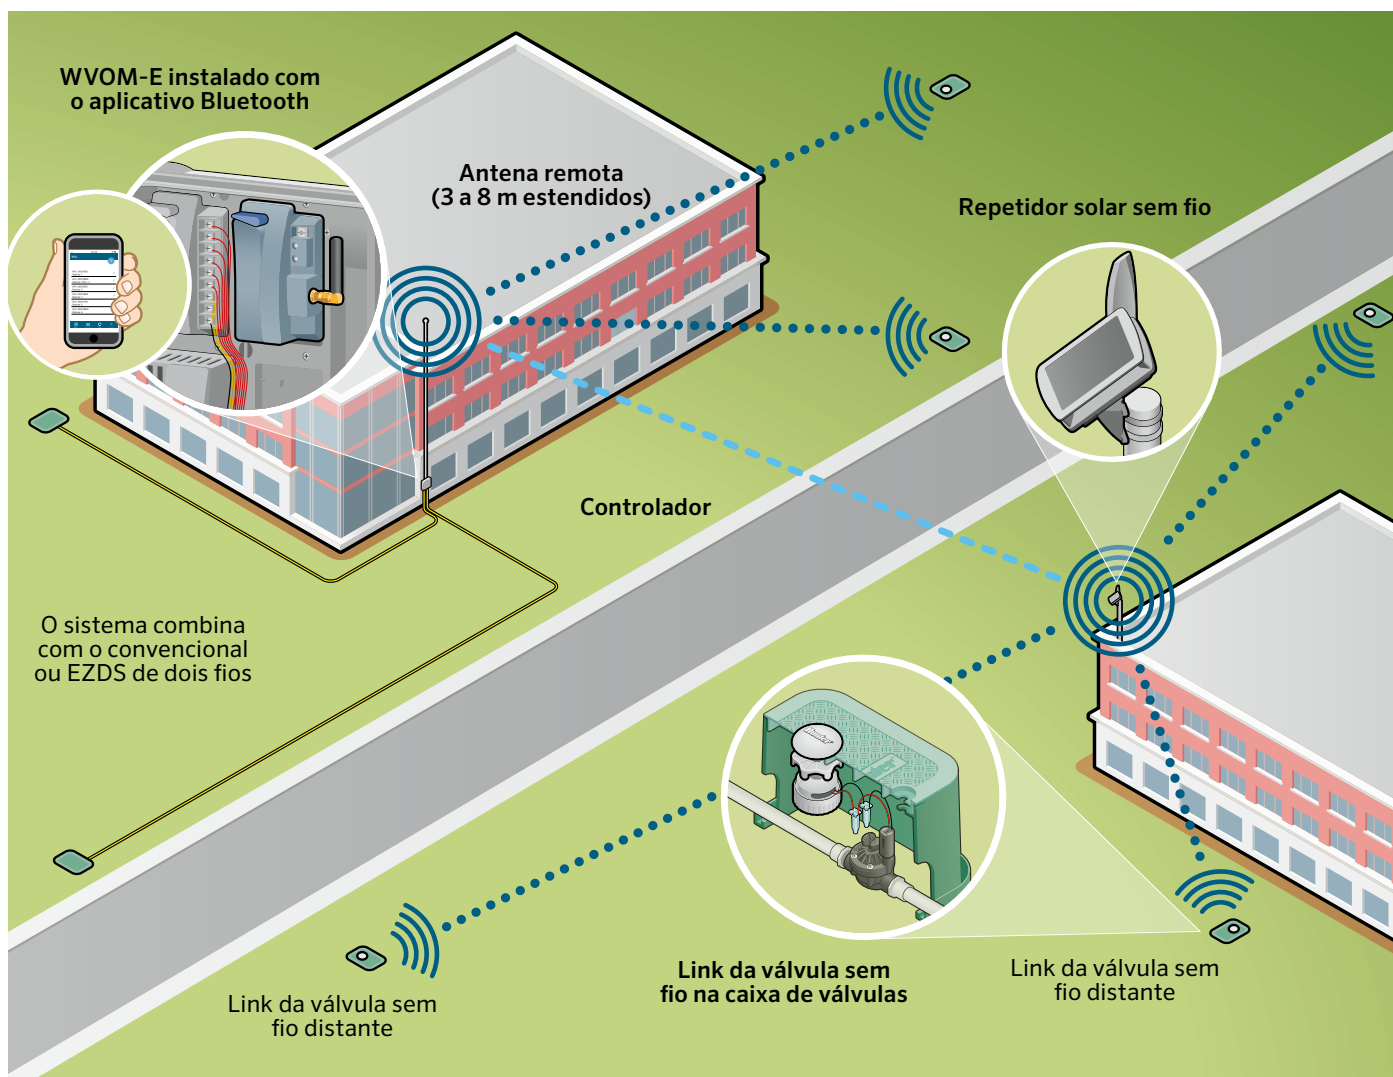 WVOM-E instalado com
o aplicativo Bluetooth
Antena remota
(3 a 8 m estendidos)
Repetidor solar sem fio
Controlador
O sistema combina
com o convencional
ou EZDS de dois fios
Link da válvula sem
fio na caixa de válvulas
Link da válvula sem
fio distante
Link da válvula sem
fio distante